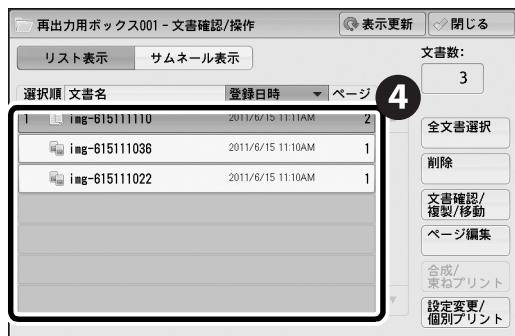 再出力用ボックス001 - 文書確認/操作
表示更新
閉じる
リスト表示
サムネール表示
文書数:
3
選択順 文書名 登録日時 ▼ ページ
4
1 img-615111110 2011/6/15 11:11AM 2
img-615111036 2011/6/15 11:10AM 1
img-615111022 2011/6/15 11:10AM 1
全文書選択
削除
文書確認/
複製/移動
ページ編集
合成/
束ねプリント
設定変更/
個別プリント